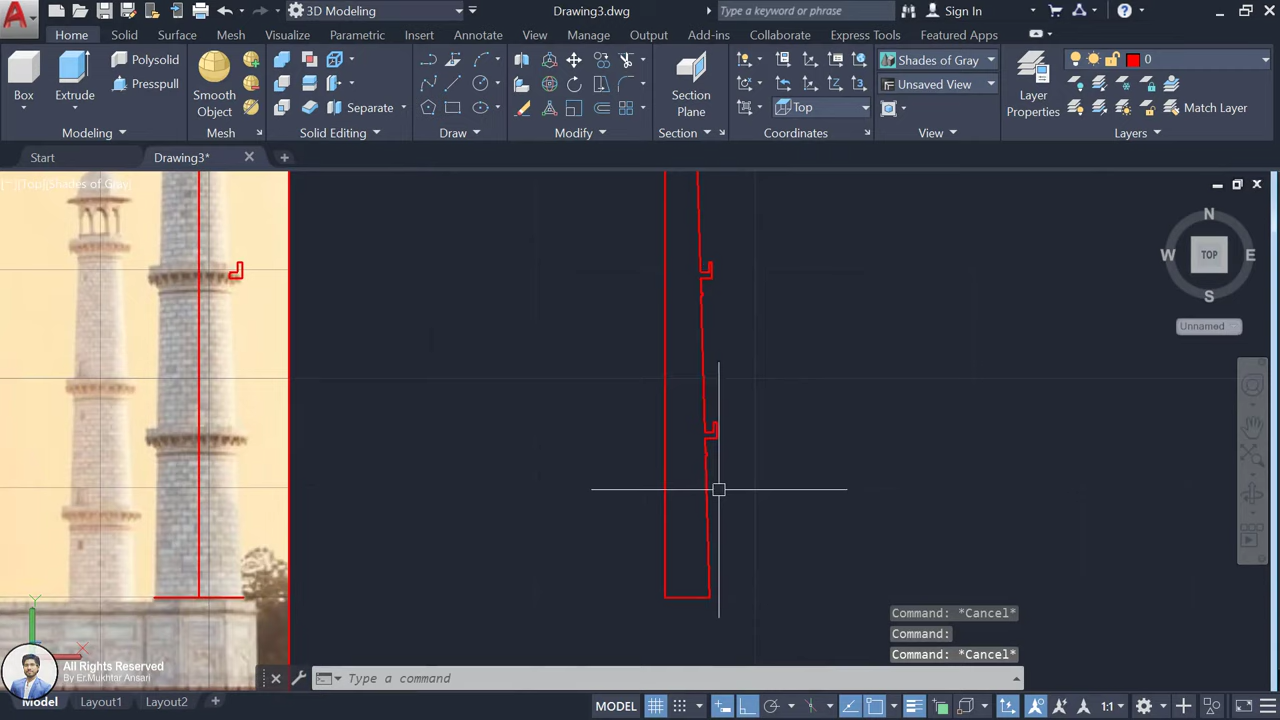 3D Modeling
Drawing3.dwg
Type a keyword or phrase
Sign In
Home
Solid
Surface
Mesh
Visualize
Parametric
Insert
Annotate
View
Manage
Output
Add-ins
Collaborate
Express Tools
Featured Apps
Box
Extrude
Polysolid
Presspull
Smooth
Object
Separate
Section
Plane
Top
Shades of Gray
Unsaved View
Layer
Properties
0
Match Layer
Modeling
Mesh
Solid Editing
Draw
Modify
Section
Coordinates
View
Layers
Start
Drawing3*
[Top][Shades of Gray]
N
W
TOP
E
S
Unnamed
Y
X
Command: *Cancel*
Command:
Command: *Cancel*
All Rights Reserved
By Er.Mukhtar Ansari
Type a command
Model
Layout1
Layout2
MODEL
1:1